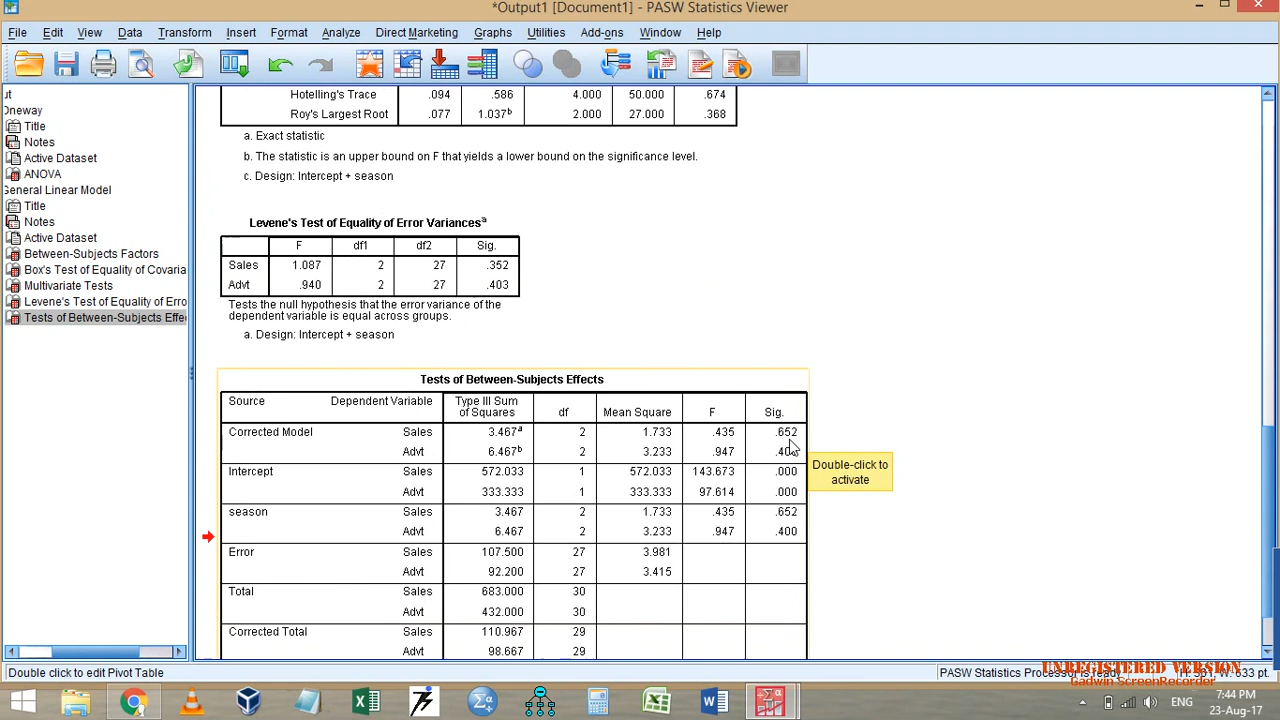 *Output1 [Document1] - PASW Statistics Viewer
File Edit View Data Transform Insert Format Analyze Direct Marketing Graphs Utilities Add-ons Window Help
ut
Oneway
Title
Notes
Active Dataset
ANOVA
General Linear Model
Title
Notes
Active Dataset
Between-Subjects Factors
Box's Test of Equality of Covaria
Multivariate Tests
Levene's Test of Equality of Erro
Tests of Between-Subjects Effe
Hotelling's Trace .094 .586 4.000 50.000 .674
Roy's Largest Root .077 1.037b 2.000 27.000 .368
a. Exact statistic
b. The statistic is an upper bound on F that yields a lower bound on the significance level.
c. Design: Intercept + season
Levene's Test of Equality of Error Variancesa
F df1 df2 Sig.
Sales 1.087 2 27 .352
Advt .940 2 27 .403
Tests the null hypothesis that the error variance of the
dependent variable is equal across groups.
a. Design: Intercept + season
Tests of Between-Subjects Effects
Source Dependent Variable Type III Sum of Squares df Mean Square F Sig.
Corrected Model Sales 3.467a 2 1.733 .435 .652
Advt 6.467b 2 3.233 .947
Intercept Sales 572.033 1 572.033 143.673 .000
Advt 333.333 1 333.333 97.614 .000
season Sales 3.467 2 1.733 .435 .652
Advt 6.467 2 3.233 .947 .400
Error Sales 107.500 27 3.981
Advt 92.200 27 3.415
Total Sales 683.000 30
Advt 432.000 30
Corrected Total Sales 110.967 29
Advt 98.667 29
Double-click to
activate
Double click to edit Pivot Table
PASW Statistics Processor is ready
UNREGISTERED VERSION
Gadwin ScreenRecorder
7:44 PM
23-Aug-17